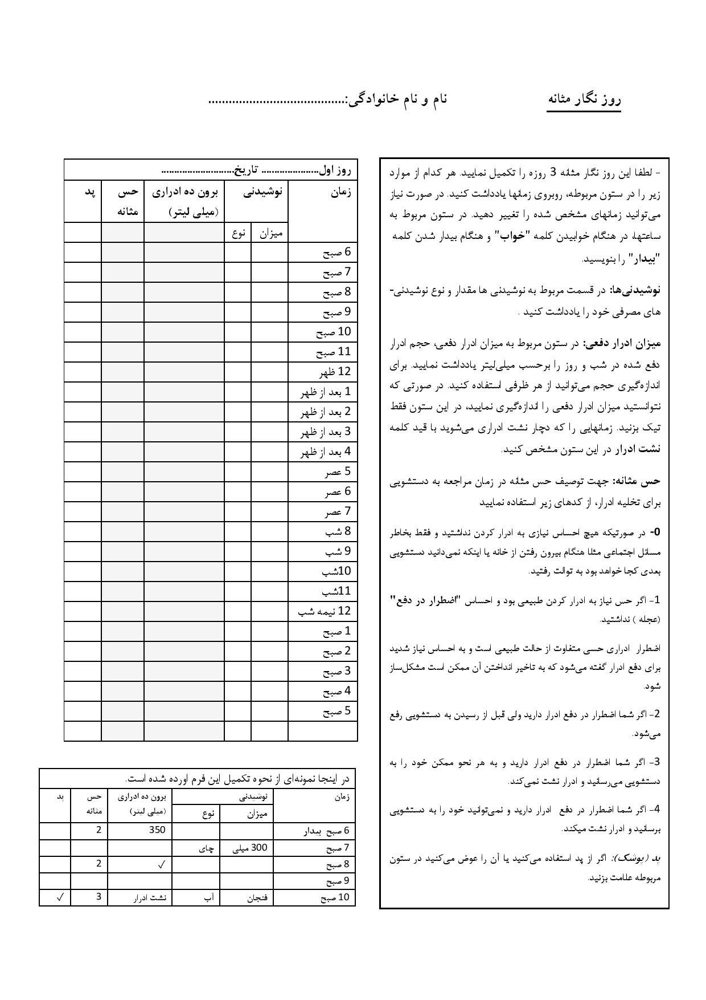 روز نگار مثانه
نام و نام خانوادگی:........................................
- لطفا این روز نگار مثانه 3 روزه را تکمیل نمایید. هر کدام از موارد
زیر را در ستون مربوطه، روبروی زمانها یادداشت کنید. در صورت نیاز
می‌توانید زمانهای مشخص شده را تغییر دهید. در ستون مربوط به
ساعتها، در هنگام خوابیدن کلمه "خواب" و هنگام بیدار شدن کلمه
"بیدار" را بنویسید.
نوشیدنی‌ها: در قسمت مربوط به نوشیدنی ها مقدار و نوع نوشیدنی-
های مصرفی خود را یادداشت کنید .
میزان ادرار دفعی: در ستون مربوط به میزان ادرار دفعی، حجم ادرار
دفع شده در شب و روز را برحسب میلی‌لیتر یادداشت نمایید. برای
اندازه‌گیری حجم می‌توانید از هر ظرفی استفاده کنید. در صورتی که
نتوانستید میزان ادرار دفعی را اندازه‌گیری نمایید، در این ستون فقط
تیک بزنید. زمانهایی را که دچار نشت ادراری می‌شوید با قید کلمه
نشت ادرار در این ستون مشخص کنید.
حس مثانه: جهت توصیف حس مثانه در زمان مراجعه به دستشویی
برای تخلیه ادرار، از کدهای زیر استفاده نمایید
0- در صورتیکه هیچ احساس نیازی به ادرار کردن نداشتید و فقط بخاطر
مسائل اجتماعی مثلا هنگام بیرون رفتن از خانه یا اینکه نمی‌دانید دستشویی
بعدی کجا خواهد بود به توالت رفتید.
1- اگر حس نیاز به ادرار کردن طبیعی بود و احساس "اضطرار در دفع"
(عجله ) نداشتید.
اضطرار ادراری حسی متفاوت از حالت طبیعی است و به احساس نیاز شدید
برای دفع ادرار گفته می‌شود که به تاخیر انداختن آن ممکن است مشکل‌ساز
شود.
2- اگر شما اضطرار در دفع ادرار دارید ولی قبل از رسیدن به دستشویی رفع
می‌شود.
3- اگر شما اضطرار در دفع ادرار دارید و به هر نحو ممکن خود را به
دستشویی می‌رسانید و ادرار نشت نمی‌کند.
4- اگر شما اضطرار در دفع ادرار دارید و نمی‌توانید خود را به دستشویی
برسانید و ادرار نشت میکند.
پد (پوشک): اگر از پد استفاده می‌کنید یا آن را عوض می‌کنید در ستون
مربوطه علامت بزنید.
روز اول...................... تاریخ............................
زمان نوشیدنی برون ده ادراری حس پد
(میلی لیتر) مثانه
میزان نوع
6 صبح
7 صبح
8 صبح
9 صبح
10 صبح
11 صبح
12 ظهر
1 بعد از ظهر
2 بعد از ظهر
3 بعد از ظهر
4 بعد از ظهر
5 عصر
6 عصر
7 عصر
8 شب
9 شب
10شب
11شب
12 نیمه شب
1 صبح
2 صبح
3 صبح
4 صبح
5 صبح
در اینجا نمونه‌ای از نحوه تکمیل این فرم اورده شده است.
زمان نوشیدنی برون ده ادراری حس پد
میزان نوع (میلی لیتر) مثانه
6 صبح بیدار 350 2
7 صبح 300 میلی چای
8 صبح ✓ 2
9 صبح
10 صبح فنجان آب نشت ادرار 3 ✓